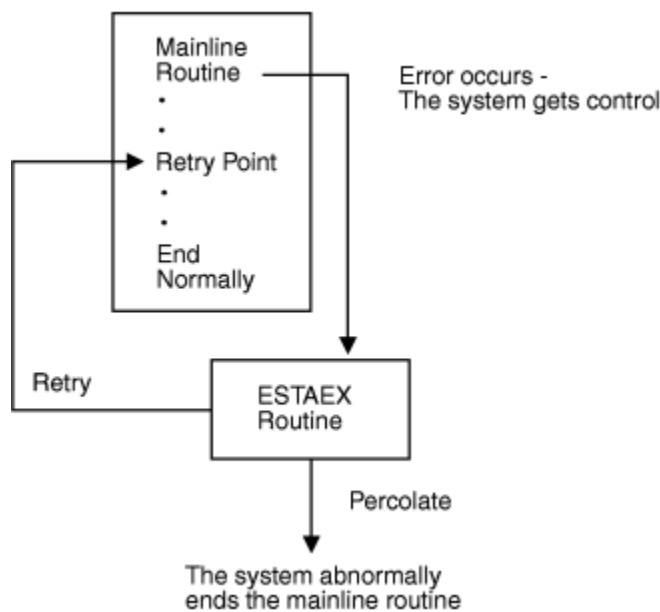 Mainline
Routine
Error occurs -
The system gets control
Retry Point
End
Normally
Retry
ESTAEX
Routine
Percolate
The system abnormally
ends the mainline routine